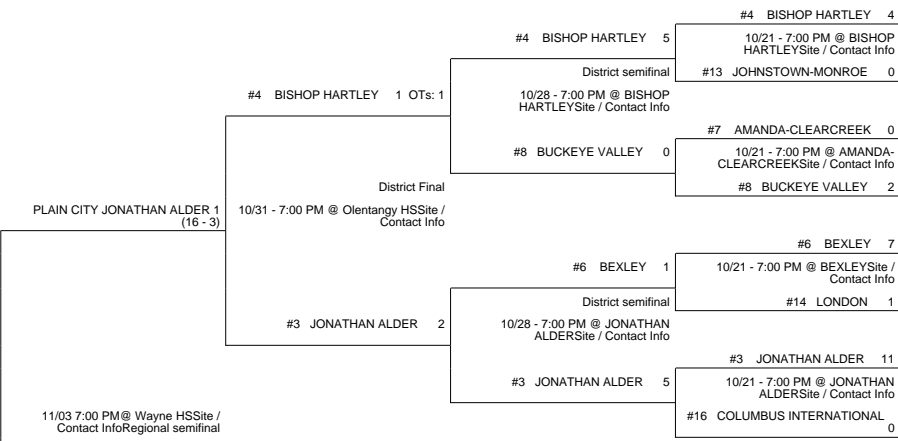 #4 BISHOP HARTLEY 4
10/21 - 7:00 PM @ BISHOP
HARTLEYSite / Contact Info
#13 JOHNSTOWN-MONROE 0
#4 BISHOP HARTLEY 5
District semifinal
10/28 - 7:00 PM @ BISHOP
HARTLEYSite / Contact Info
#8 BUCKEYE VALLEY 0
#7 AMANDA-CLEARCREEK 0
10/21 - 7:00 PM @ AMANDA-
CLEARCREEKSite / Contact Info
#8 BUCKEYE VALLEY 2
#4 BISHOP HARTLEY 1 OTs: 1
District Final
10/31 - 7:00 PM @ Olentangy HSSite /
Contact Info
#3 JONATHAN ALDER 2
PLAIN CITY JONATHAN ALDER 1
(16 - 3)
#6 BEXLEY 7
10/21 - 7:00 PM @ BEXLEYSite /
Contact Info
#14 LONDON 1
#6 BEXLEY 1
District semifinal
10/28 - 7:00 PM @ JONATHAN
ALDERSite / Contact Info
#3 JONATHAN ALDER 5
#3 JONATHAN ALDER 11
10/21 - 7:00 PM @ JONATHAN
ALDERSite / Contact Info
#16 COLUMBUS INTERNATIONAL
0
11/03 7:00 PM@ Wayne HSSite /
Contact InfoRegional semifinal